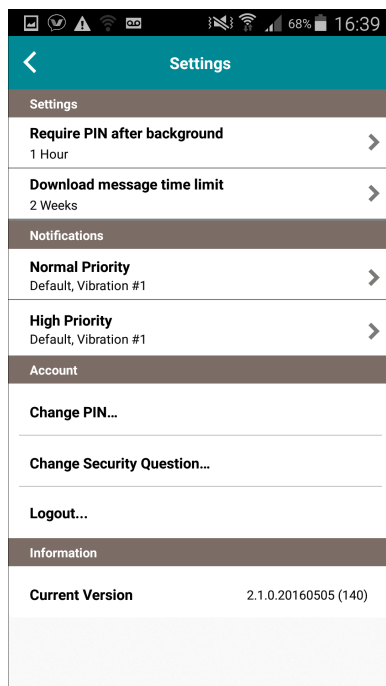 68% 16:39
Settings
Settings
Require PIN after background
1 Hour
Download message time limit
2 Weeks
Notifications
Normal Priority
Default, Vibration #1
High Priority
Default, Vibration #1
Account
Change PIN...
Change Security Question...
Logout...
Information
Current Version 2.1.0.20160505 (140)